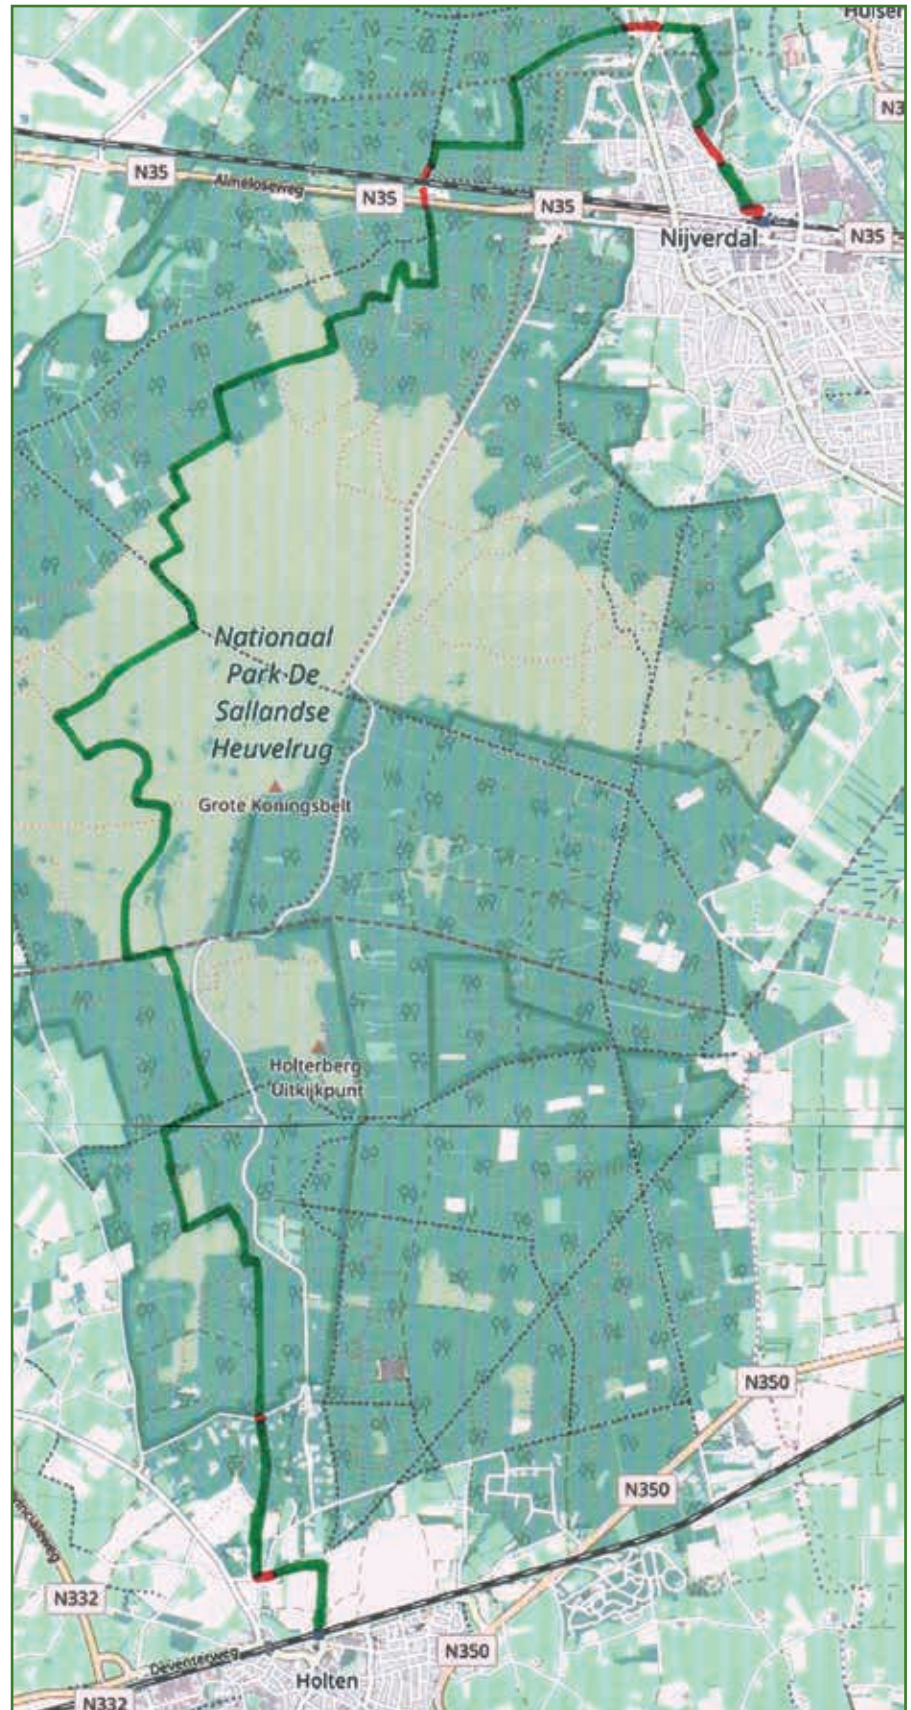 N35
Almeloseweg
N35
N35
Nijverdal
N35
Nationaal
Park De
Sallandse
Heuvelrug
Grote Koningsbelt
Holterberg
Uitkijkpunt
N350
N350
N332
N350
Deventerweg
Holten
N332